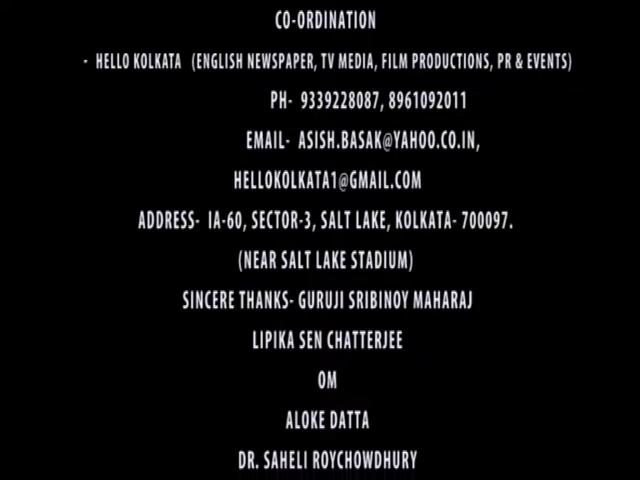 CO-ORDINATION
- HELLO KOLKATA (ENGLISH NEWSPAPER, TV MEDIA, FILM PRODUCTIONS, PR & EVENTS)
PH- 9339228087, 8961092011
EMAIL- ASISH.BASAK@YAHOO.CO.IN,
HELLOKOLKATA1@GMAIL.COM
ADDRESS- IA-60, SECTOR-3, SALT LAKE, KOLKATA- 700097.
(NEAR SALT LAKE STADIUM)
SINCERE THANKS- GURUJI SRIBINOY MAHARAJ
LIPIKA SEN CHATTERJEE
OM
ALOKE DATTA
DR. SAHELI ROYCHOWDHURY